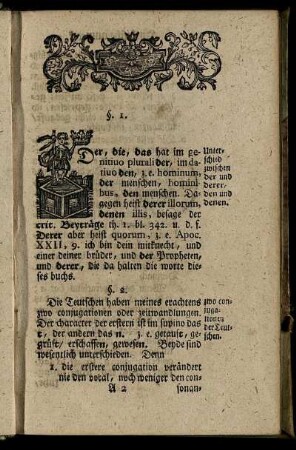 §. 1.
Der, die, das hat im ge-
nitiuo plurali der, im da-
tiuo den, z. e. hominum,
der menschen, homini-
bus, den menschen. Da-
gegen heist derer illorum,
denen illis, besage der
crit. Beyträge th. 1. bl. 342. u. d. f.
Derer aber heist quorum. z. e. Apoc.
XXII, 9. ich bin dein mitknecht, und
einer deiner brüder, und der Propheten,
und derer, die da halten die worte die-
ses buchs.
Unter-
schied
zwischen
der und
derer,
den und
denen.
§. 2.
Die Teutschen haben meines erachtens
zwo conjugationen oder zeitwandlungen.
Der character der erstern ist im supino das
t, der andern das n. z. e. getauft, ge-
grüst/ erschaffen, gewesen. Beyde sind
wesentlich unterschieden. Denn
zwo con-
juga-
tionen
der Teut-
schen.
1. die erstere conjugation verändert
nie den vocal, noch weniger den con-
A 2 sonan-